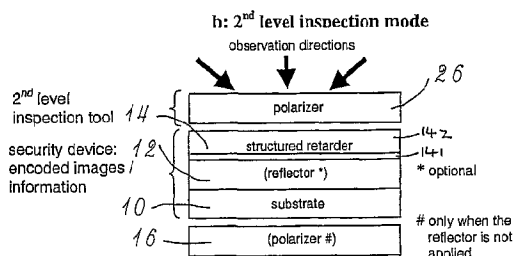 b: 2nd level inspection mode
observation directions
26
2nd level
inspection tool
14
polarizer
security device:
encoded images /
information
12
structured retarder
142
141
(reflector *)
* optional
10
substrate
16
(polarizer #)
# only when the
reflector is not
applied